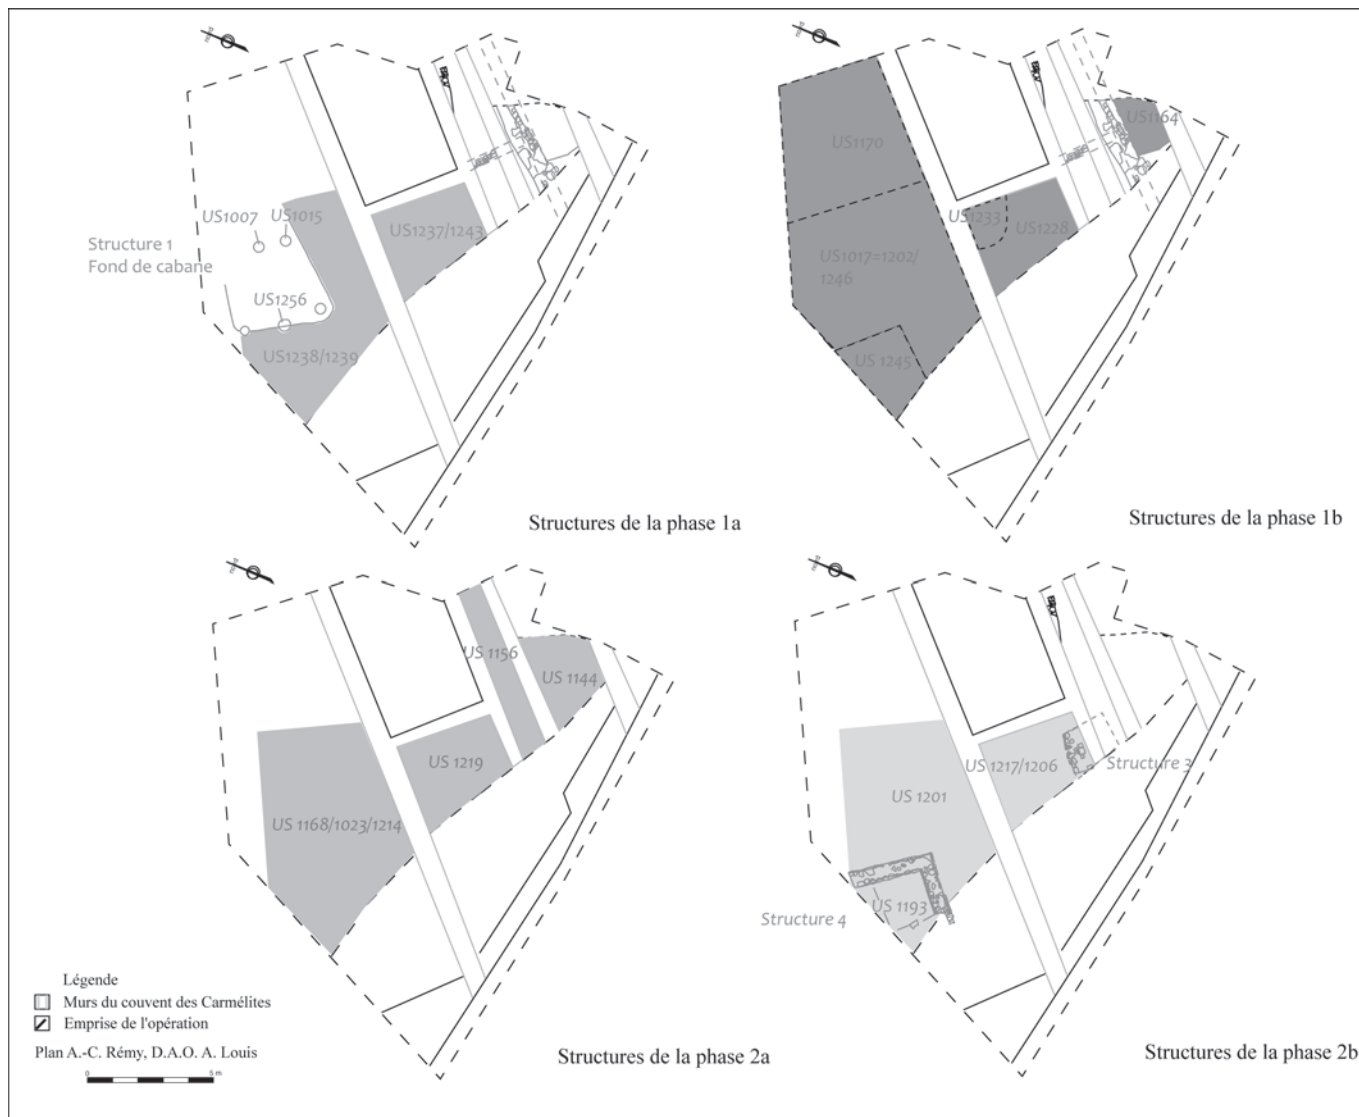 Nord
US1007
US1015
Structure 1
Fond de cabane
US1256
US1238/1239
US1237/1243
Structures de la phase 1a
Nord
US1170
US1017=1202/
1246
US 1245
US1233
US1228
US1164
Structures de la phase 1b
Nord
US 1156
US 1144
US 1219
US 1168/1023/1214
Structures de la phase 2a
Nord
US 1217/1206
Structure 3
US 1201
US 1193
Structure 4
Structures de la phase 2b
Légende
Murs du couvent des Carmélites
Emprise de l'opération
Plan A.-C. Rémy, D.A.O. A. Louis
0 5 m